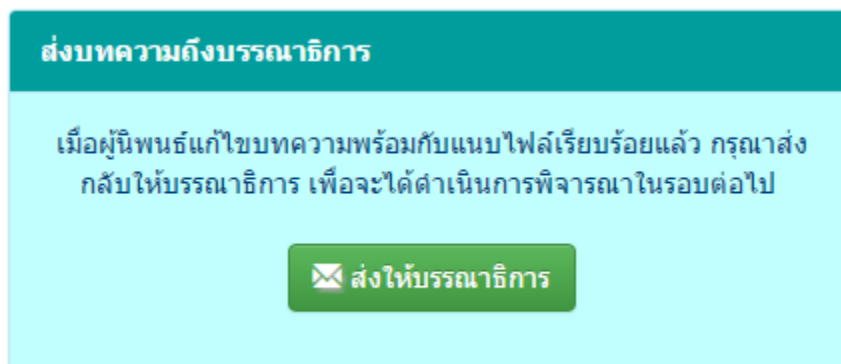 ส่งบทความถึงบรรณาธิการ
เมื่อผู้นิพนธ์แก้ไขบทความพร้อมกับแนบไฟล์เรียบร้อยแล้ว กรุณาส่ง
กลับให้บรรณาธิการ เพื่อจะได้ดำเนินการพิจารณาในรอบต่อไป
ส่งให้บรรณาธิการ